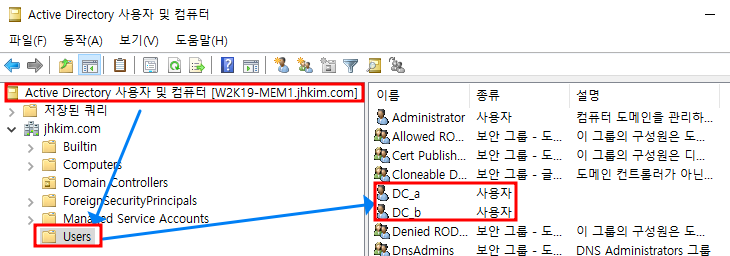 Active Directory 사용자 및 컴퓨터
파일(F) 동작(A) 보기(V) 도움말(H)
Active Directory 사용자 및 컴퓨터 [W2K19-MEM1.jhkim.com]
저장된 쿼리
jhkim.com
Builtin
Computers
Domain Controllers
ForeignSecurityPrincipals
Managed Service Accounts
Users
이름 종류 설명
Administrator 사용자 컴퓨터 도메인을 관리하...
Allowed RO... 보안 그룹 - 도... 이 그룹의 구성원은 도...
Cert Publish... 보안 그룹 - 도... 이 그룹의 구성원은 디...
Cloneable D... 보안 그룹 - 글... 도메인 컨트롤러가 아닌...
DC_a 사용자
DC_b 사용자
Denied ROD... 보안 그룹 - 도... 이 그룹의 구성원은 도...
DnsAdmins 보안 그룹 - 도... DNS Administrators 그룹